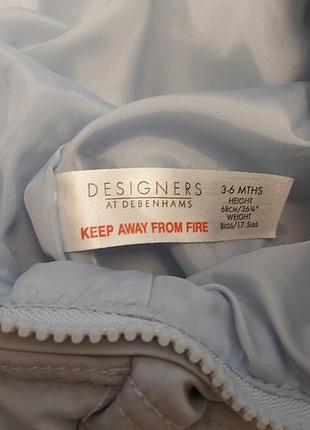 DESIGNERS
AT DEBENHAMS
KEEP AWAY FROM FIRE
3-6 MTHS
HEIGHT
68CM/26¾"
WEIGHT
8KGS/17.5LBS